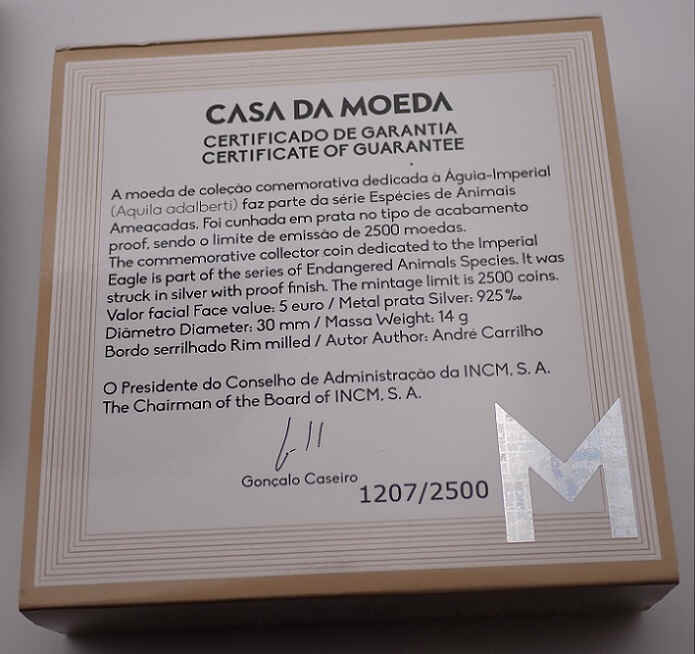 CASA DA MOEDA
CERTIFICADO DE GARANTIA
CERTIFICATE OF GUARANTEE
A moeda de coleção comemorativa dedicada à Águia-Imperial
(Aquila adalberti) faz parte da série Espécies de Animais
Ameaçadas. Foi cunhada em prata no tipo de acabamento
proof, sendo o limite de emissão de 2500 moedas.
The commemorative collector coin dedicated to the Imperial
Eagle is part of the series of Endangered Animals Species. It was
struck in silver with proof finish. The mintage limit is 2500 coins.
Valor facial Face value: 5 euro / Metal prata Silver: 925‰
Diâmetro Diameter: 30 mm / Massa Weight: 14 g
Bordo serrilhado Rim milled / Autor Author: André Carrilho
O Presidente do Conselho de Administração da INCM, S. A.
The Chairman of the Board of INCM, S. A.
Gonçalo Caseiro
1207/2500
M